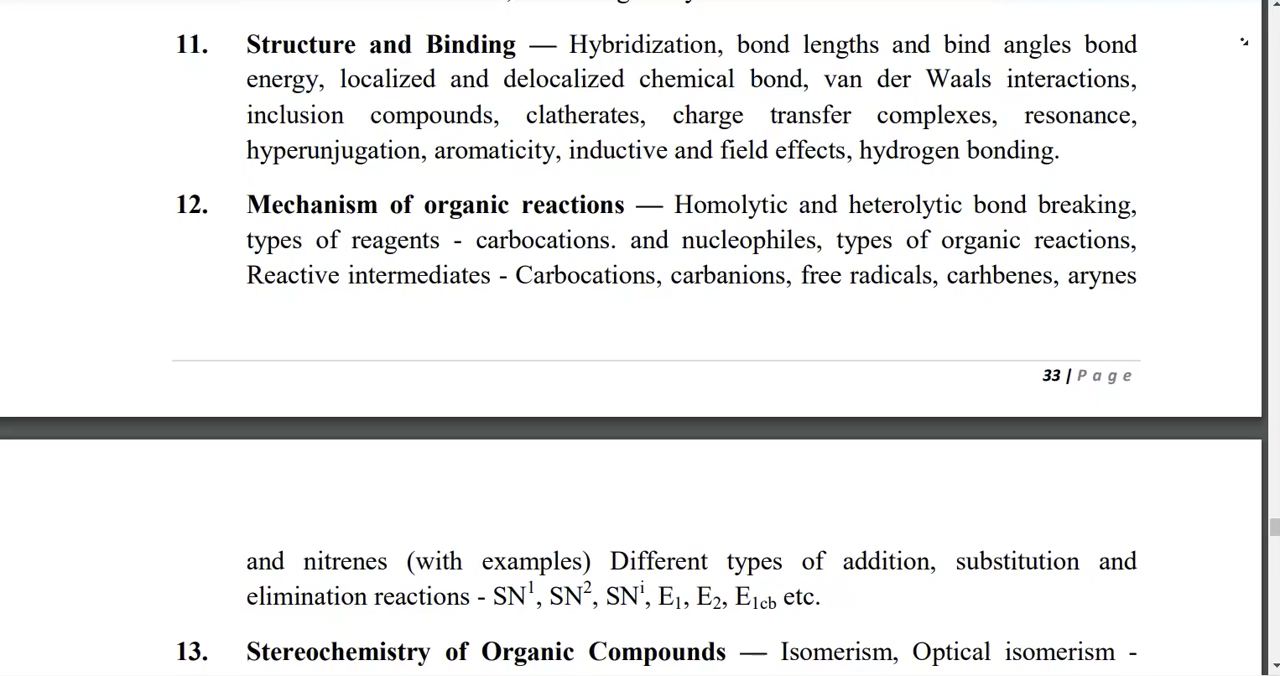 11. Structure and Binding — Hybridization, bond lengths and bind angles bond
energy, localized and delocalized chemical bond, van der Waals interactions,
inclusion compounds, clatherates, charge transfer complexes, resonance,
hyperunjugation, aromaticity, inductive and field effects, hydrogen bonding.
12. Mechanism of organic reactions — Homolytic and heterolytic bond breaking,
types of reagents - carbocations. and nucleophiles, types of organic reactions,
Reactive intermediates - Carbocations, carbanions, free radicals, carhbenes, arynes
33 | Page
and nitrenes (with examples) Different types of addition, substitution and
elimination reactions - SN¹, SN², SNⁱ, E₁, E₂, E₁cb etc.
13. Stereochemistry of Organic Compounds — Isomerism, Optical isomerism -